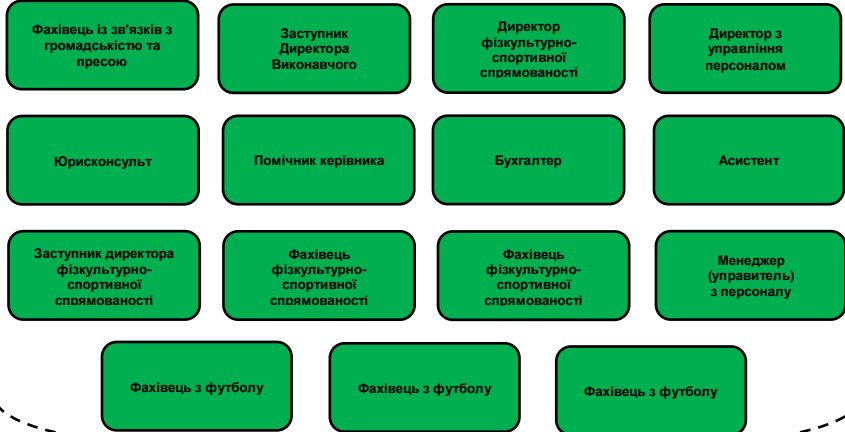 Фахівець із зв'язків з
громадськістю та
пресою
Заступник
Директора
Виконавчого
Директор
фізкультурно-
спортивної
спрямованості
Директор з
управління
персоналом
Юрисконсульт
Помічник керівника
Бухгалтер
Асистент
Заступник директора
фізкультурно-
спортивної
спрямованості
Фахівець
фізкультурно-
спортивної
спрямованості
Фахівець
фізкультурно-
спортивної
спрямованості
Менеджер
(управитель)
з персоналу
Фахівець з футболу
Фахівець з футболу
Фахівець з футболу